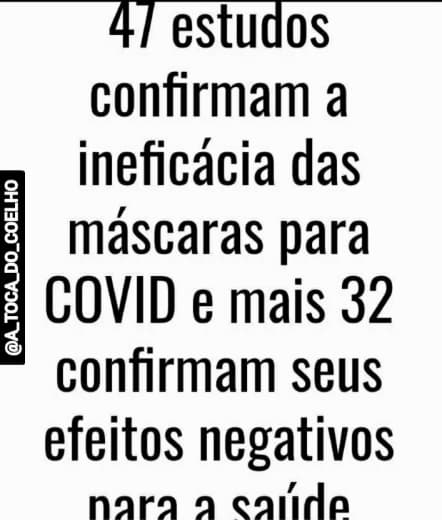 47 estudos
confirmam a
ineficácia das
máscaras para
COVID e mais 32
confirmam seus
efeitos negativos
para a saúde
@A_TOCA_DO_COELHO